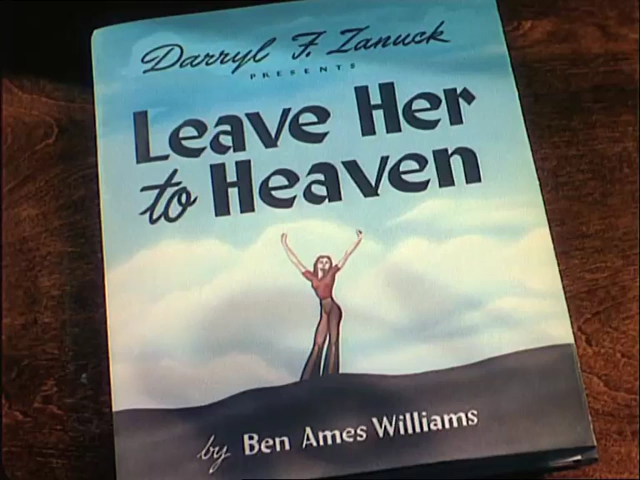 Darryl F. Zanuck
PRESENTS
Leave Her
to Heaven
by Ben Ames Williams